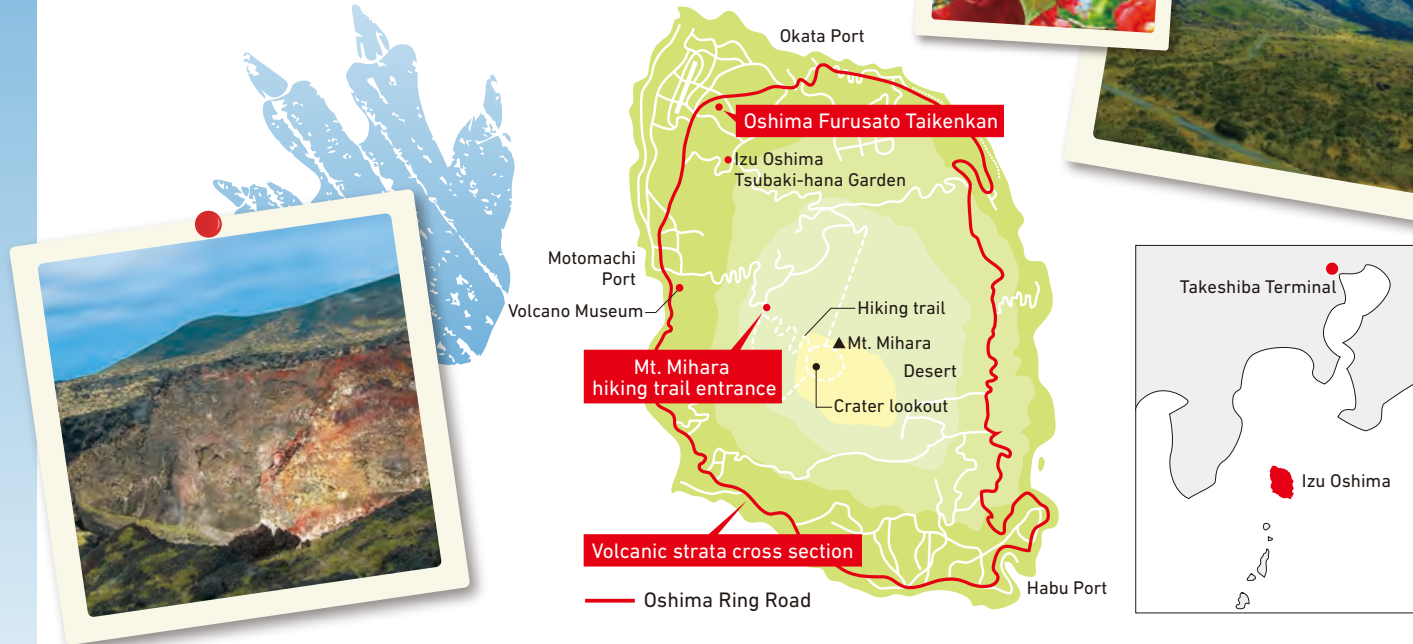 Okata Port
Oshima Furusato Taikenkan
Izu Oshima
Tsubaki-hana Garden
Motomachi
Port
Volcano Museum
Hiking trail
Mt. Mihara
Desert
Mt. Mihara
hiking trail entrance
Crater lookout
Volcanic strata cross section
Habu Port
Oshima Ring Road
Takeshiba Terminal
Izu Oshima